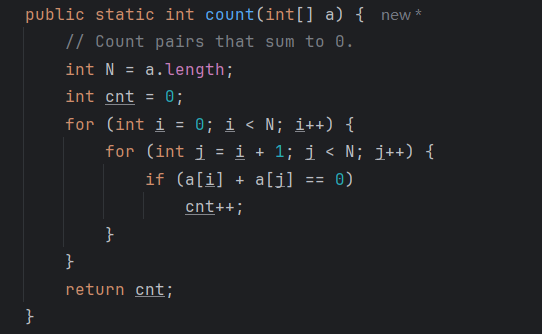 public static int count(int[] a) { new *
    // Count pairs that sum to 0.
    int N = a.length;
    int cnt = 0;
    for (int i = 0; i < N; i++) {
        for (int j = i + 1; j < N; j++) {
            if (a[i] + a[j] == 0)
                cnt++;
        }
    }
    return cnt;
}